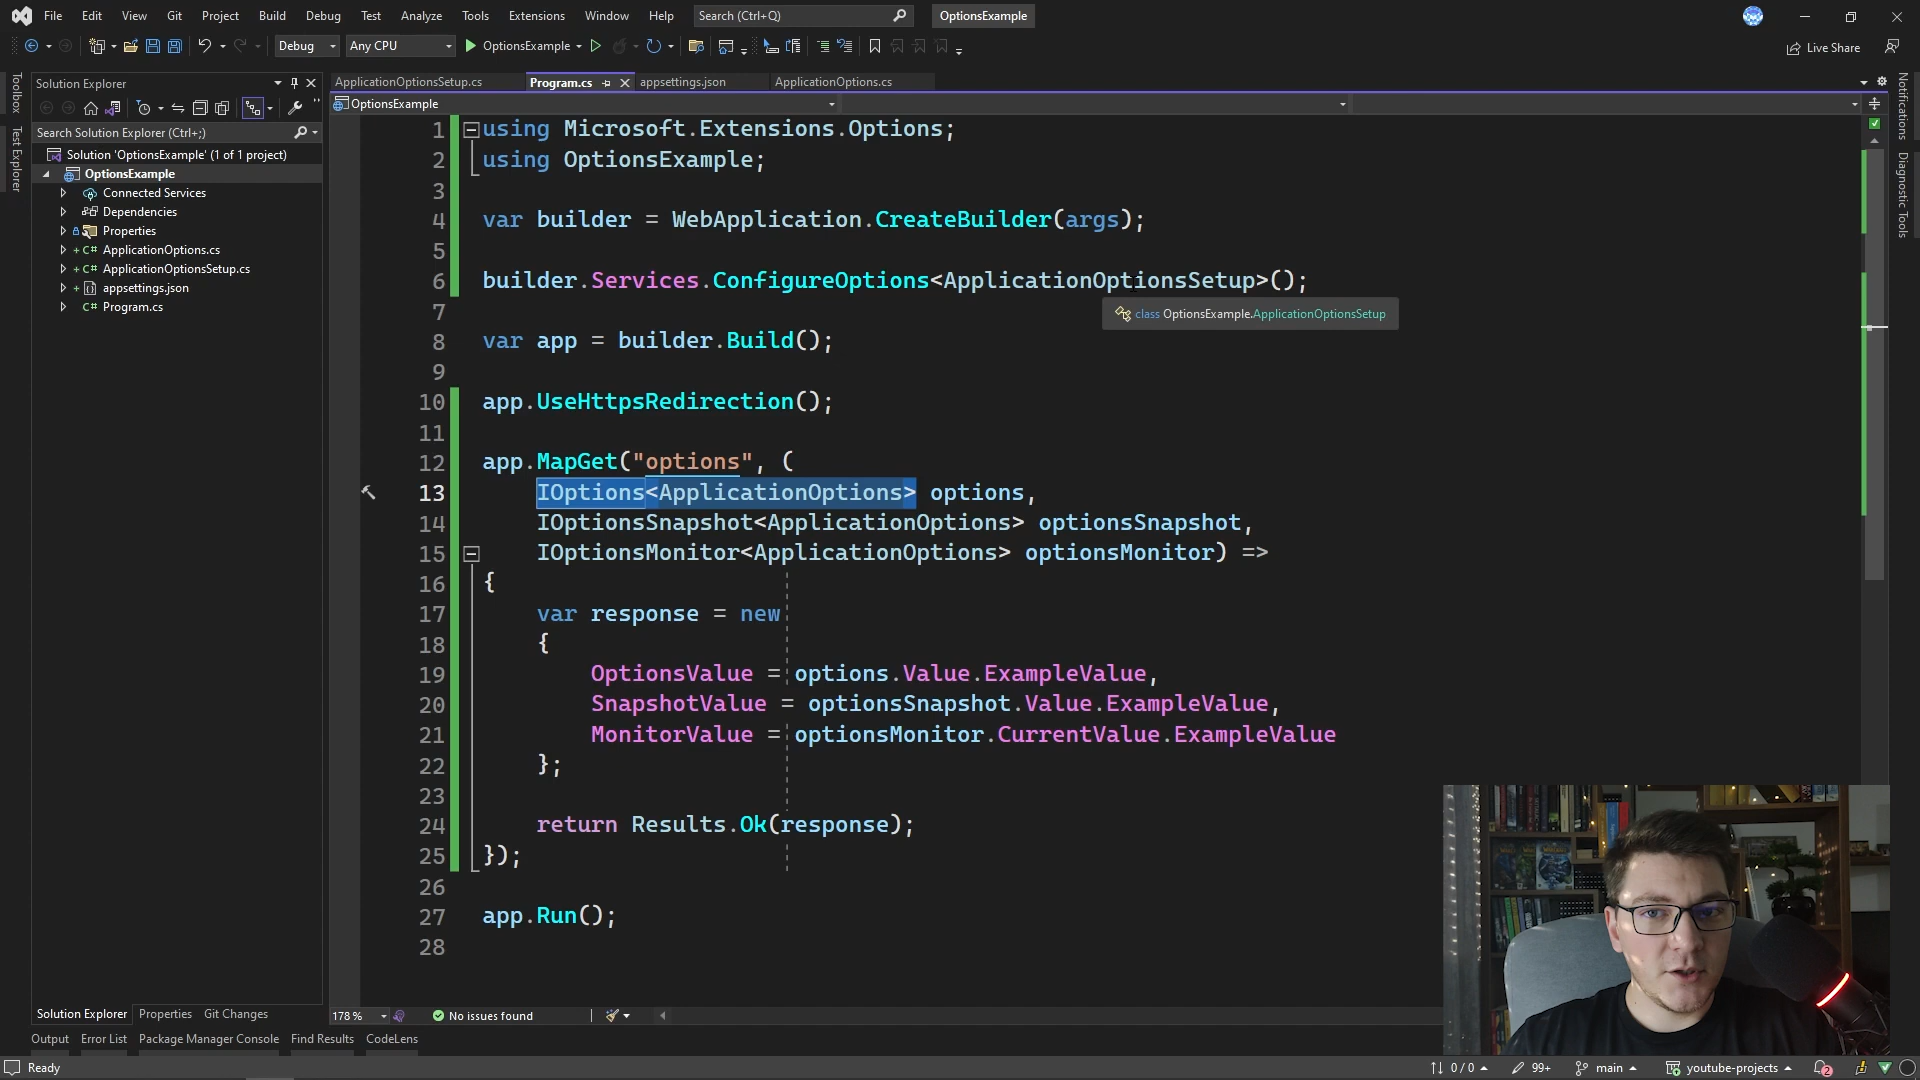 File Edit View Git Project Build Debug Test Analyze Tools Extensions Window Help Search (Ctrl+Q) OptionsExample
Debug Any CPU OptionsExample Live Share
Toolbox
Test Explorer
Solution Explorer
Search Solution Explorer (Ctrl+;)
Solution 'OptionsExample' (1 of 1 project)
OptionsExample
Connected Services
Dependencies
Properties
+ C# ApplicationOptions.cs
+ C# ApplicationOptionsSetup.cs
+ appsettings.json
C# Program.cs
Solution Explorer Properties Git Changes
ApplicationOptionsSetup.cs Program.cs appsettings.json ApplicationOptions.cs
OptionsExample
1 using Microsoft.Extensions.Options;
2 using OptionsExample;
3
4 var builder = WebApplication.CreateBuilder(args);
5
6 builder.Services.ConfigureOptions<ApplicationOptionsSetup>();
7
class OptionsExample.ApplicationOptionsSetup
8 var app = builder.Build();
9
10 app.UseHttpsRedirection();
11
12 app.MapGet("options", (
13 IOptions<ApplicationOptions> options,
14 IOptionsSnapshot<ApplicationOptions> optionsSnapshot,
15 IOptionsMonitor<ApplicationOptions> optionsMonitor) =>
16 {
17 var response = new
18 {
19 OptionsValue = options.Value.ExampleValue,
20 SnapshotValue = optionsSnapshot.Value.ExampleValue,
21 MonitorValue = optionsMonitor.CurrentValue.ExampleValue
22 };
23
24 return Results.Ok(response);
25 });
26
27 app.Run();
28
Notifications
Diagnostic Tools
178 % No issues found
Output Error List Package Manager Console Find Results CodeLens
Ready 0 / 0 99+ main youtube-projects 2